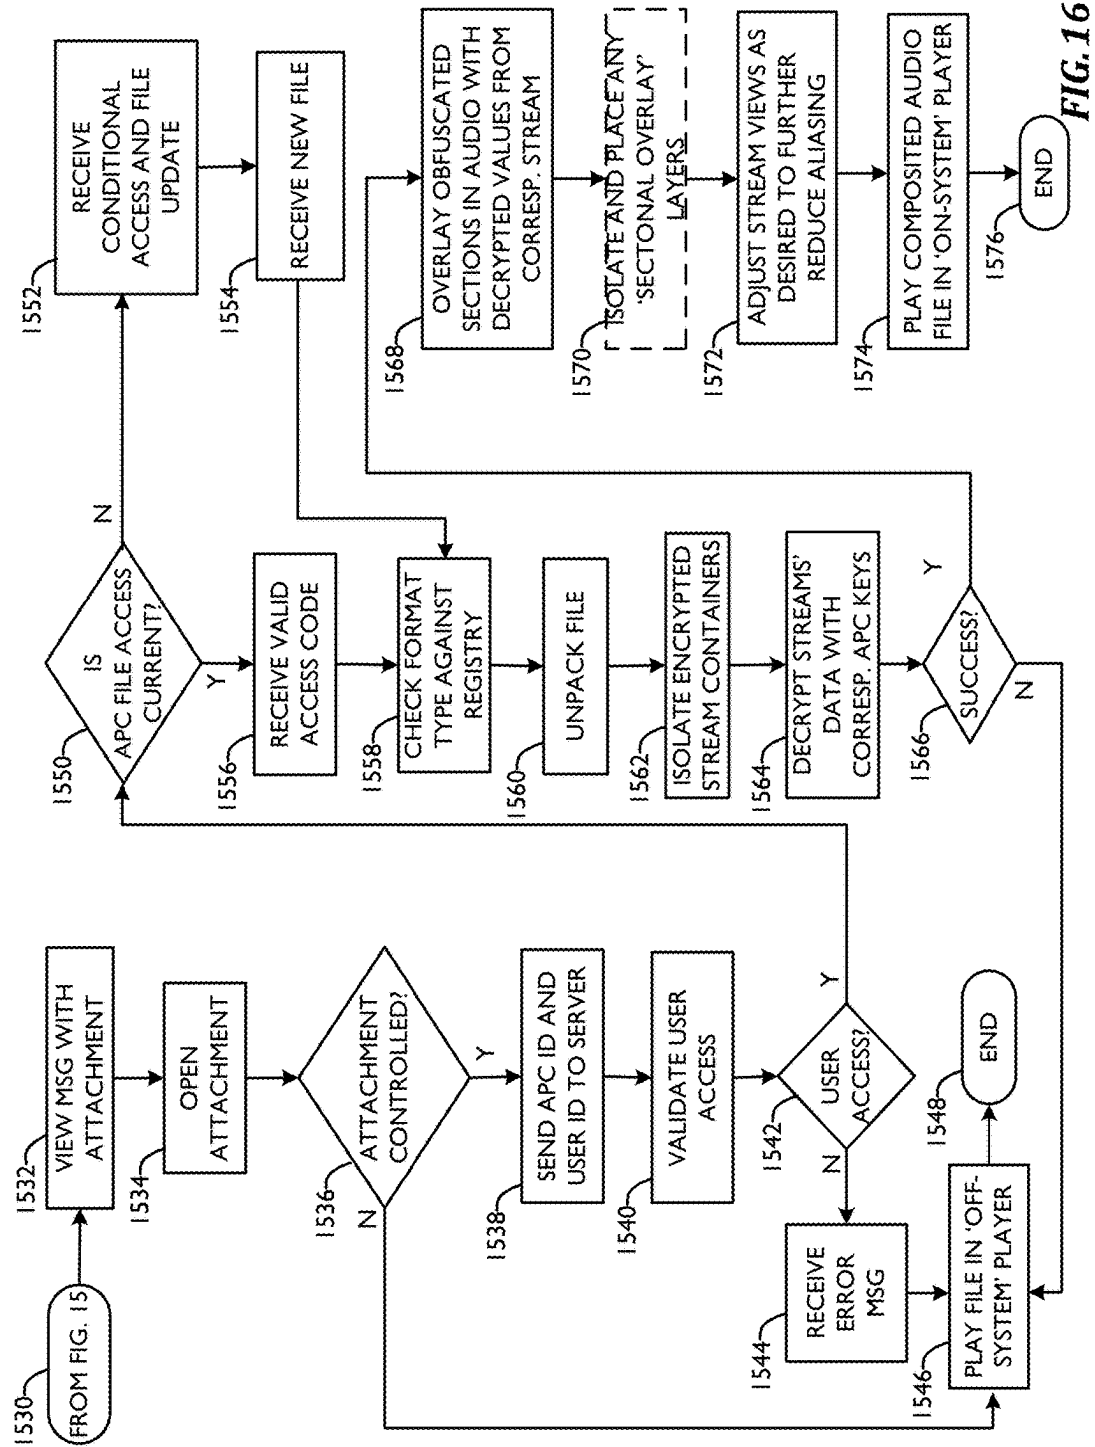 1530
FROM FIG. 15
1532
VIEW MSG WITH
ATTACHMENT
1534
OPEN
ATTACHMENT
1536
ATTACHMENT
CONTROLLED?
N
Y
1538
SEND APC ID AND
USER ID TO SERVER
1540
VALIDATE USER
ACCESS
1542
USER
ACCESS?
N
Y
1544
RECEIVE
ERROR
MSG
1546
PLAY FILE IN 'OFF-
SYSTEM' PLAYER
1548
END
1550
IS
APC FILE ACCESS
CURRENT?
N
Y
1552
RECEIVE
CONDITIONAL
ACCESS AND FILE
UPDATE
1554
RECEIVE NEW FILE
1556
RECEIVE VALID
ACCESS CODE
1558
CHECK FORMAT
TYPE AGAINST
REGISTRY
1560
UNPACK FILE
1562
ISOLATE ENCRYPTED
STREAM CONTAINERS
1564
DECRYPT STREAMS'
DATA WITH
CORRESP. APC KEYS
1566
SUCCESS?
Y
N
1568
OVERLAY OBFUSCATED
SECTIONS IN AUDIO WITH
DECRYPTED VALUES FROM
CORRESP. STREAM
1570
ISOLATE AND PLACE ANY
'SECTONAL OVERLAY'
LAYERS
1572
ADJUST STREAM VIEWS AS
DESIRED TO FURTHER
REDUCE ALIASING
1574
PLAY COMPOSITED AUDIO
FILE IN 'ON-SYSTEM' PLAYER
1576
END
FIG.16